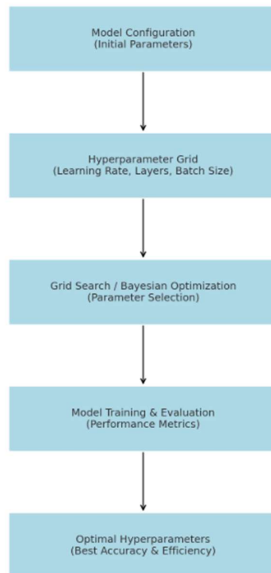 Model Configuration
(Initial Parameters)
Hyperparameter Grid
(Learning Rate, Layers, Batch Size)
Grid Search / Bayesian Optimization
(Parameter Selection)
Model Training & Evaluation
(Performance Metrics)
Optimal Hyperparameters
(Best Accuracy & Efficiency)